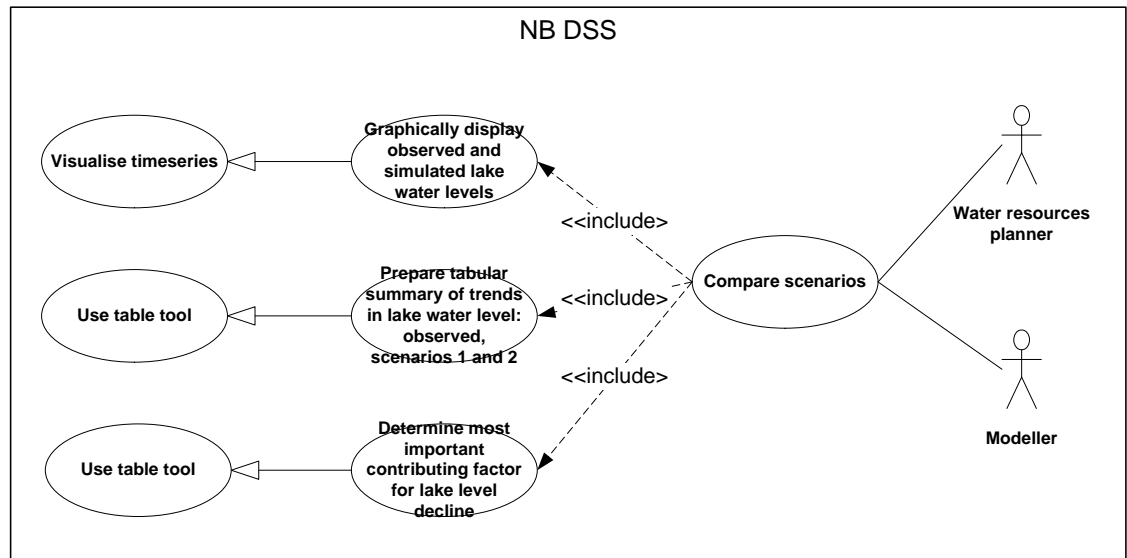 NB DSS
Visualise timeseries
Graphically display
observed and
simulated lake
water levels
<<include>
Water resources
planner
Compare scenarios
Use table tool
Prepare tabular
summary of trends
in lake water level:
observed,
scenarios 1 and 2
<<include>
<<include>
Modeller
Use table tool
Determine most
important
contributing factor
for lake level
decline